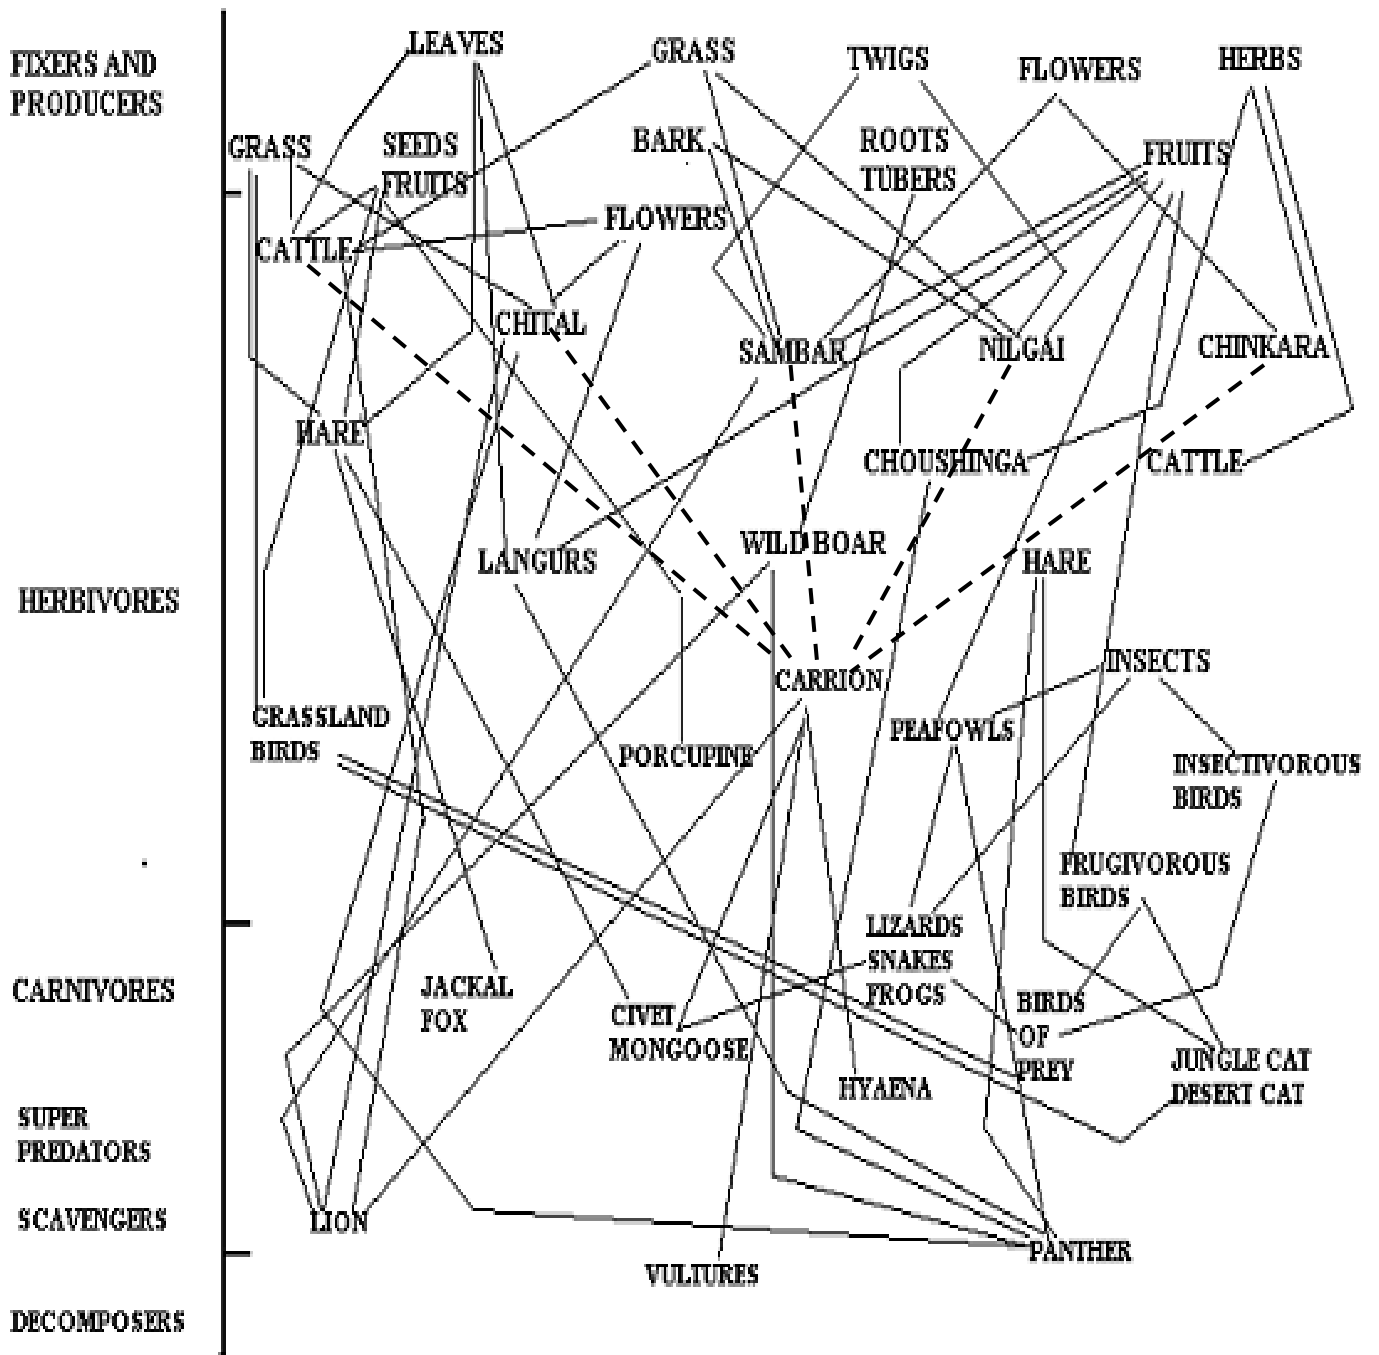 LEAVES
GRASS
TWIGS
FLOWERS
HERBS
FIXERS AND
PRODUCERS
GRASS
SEEDS
FRUITS
BARK
ROOTS
TUBERS
FRUITS
FLOWERS
CATTLE
CHITAL
SAMBAR
NILGAI
CHINKARA
HARE
CHOUSHINGA
CATTLE
LANGURS
WILD BOAR
HARE
HERBIVORES
CARRION
INSECTS
GRASSLAND
BIRDS
PORCUPINE
PEAFOWLS
INSECTIVOROUS
BIRDS
FRUGIVOROUS
BIRDS
LIZARDS
SNAKES
FROGS
CARNIVORES
JACKAL
FOX
CIVET
MONGOOSE
BIRDS
OF
PREY
HYAENA
JUNGLE CAT
DESERT CAT
SUPER
PREDATORS
SCAVENGERS
LION
PANTHER
VULTURES
DECOMPOSERS